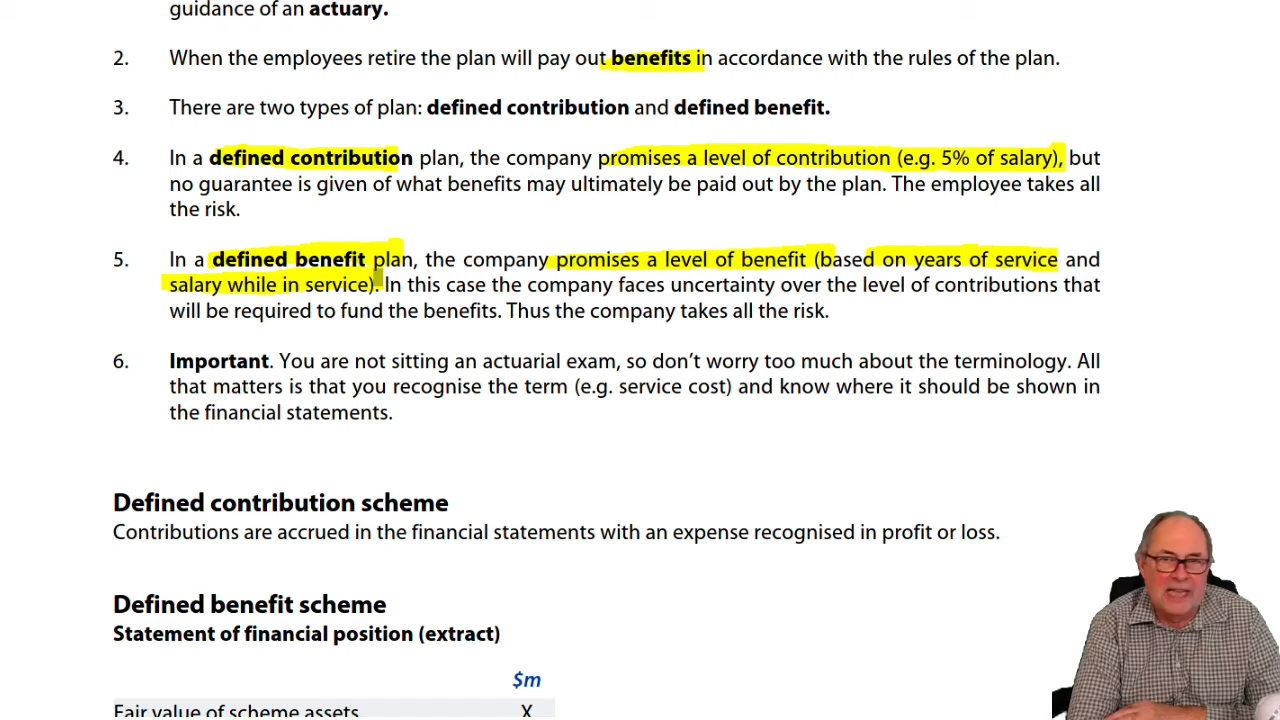 guidance of an actuary.
2. When the employees retire the plan will pay out benefits in accordance with the rules of the plan.
3. There are two types of plan: defined contribution and defined benefit.
4. In a defined contribution plan, the company promises a level of contribution (e.g. 5% of salary), but
no guarantee is given of what benefits may ultimately be paid out by the plan. The employee takes all
the risk.
5. In a defined benefit plan, the company promises a level of benefit (based on years of service and
salary while in service). In this case the company faces uncertainty over the level of contributions that
will be required to fund the benefits. Thus the company takes all the risk.
6. Important. You are not sitting an actuarial exam, so don’t worry too much about the terminology. All
that matters is that you recognise the term (e.g. service cost) and know where it should be shown in
the financial statements.
Defined contribution scheme
Contributions are accrued in the financial statements with an expense recognised in profit or loss.
Defined benefit scheme
Statement of financial position (extract)
$m
Fair value of scheme assets X